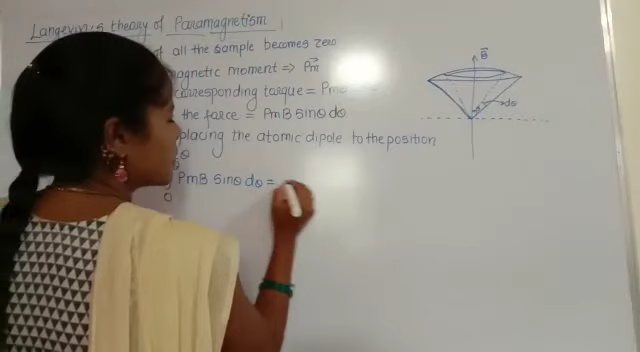 Langevin's theory of Paramagnetism
of all the sample becomes zero
magnetic moment => P⃗m
corresponding torque = Pm
the force = PmB sinθ dθ
placing the atomic dipole to the position
θ
θ
PmB sinθ dθ =
0
B⃗
θ
dθ